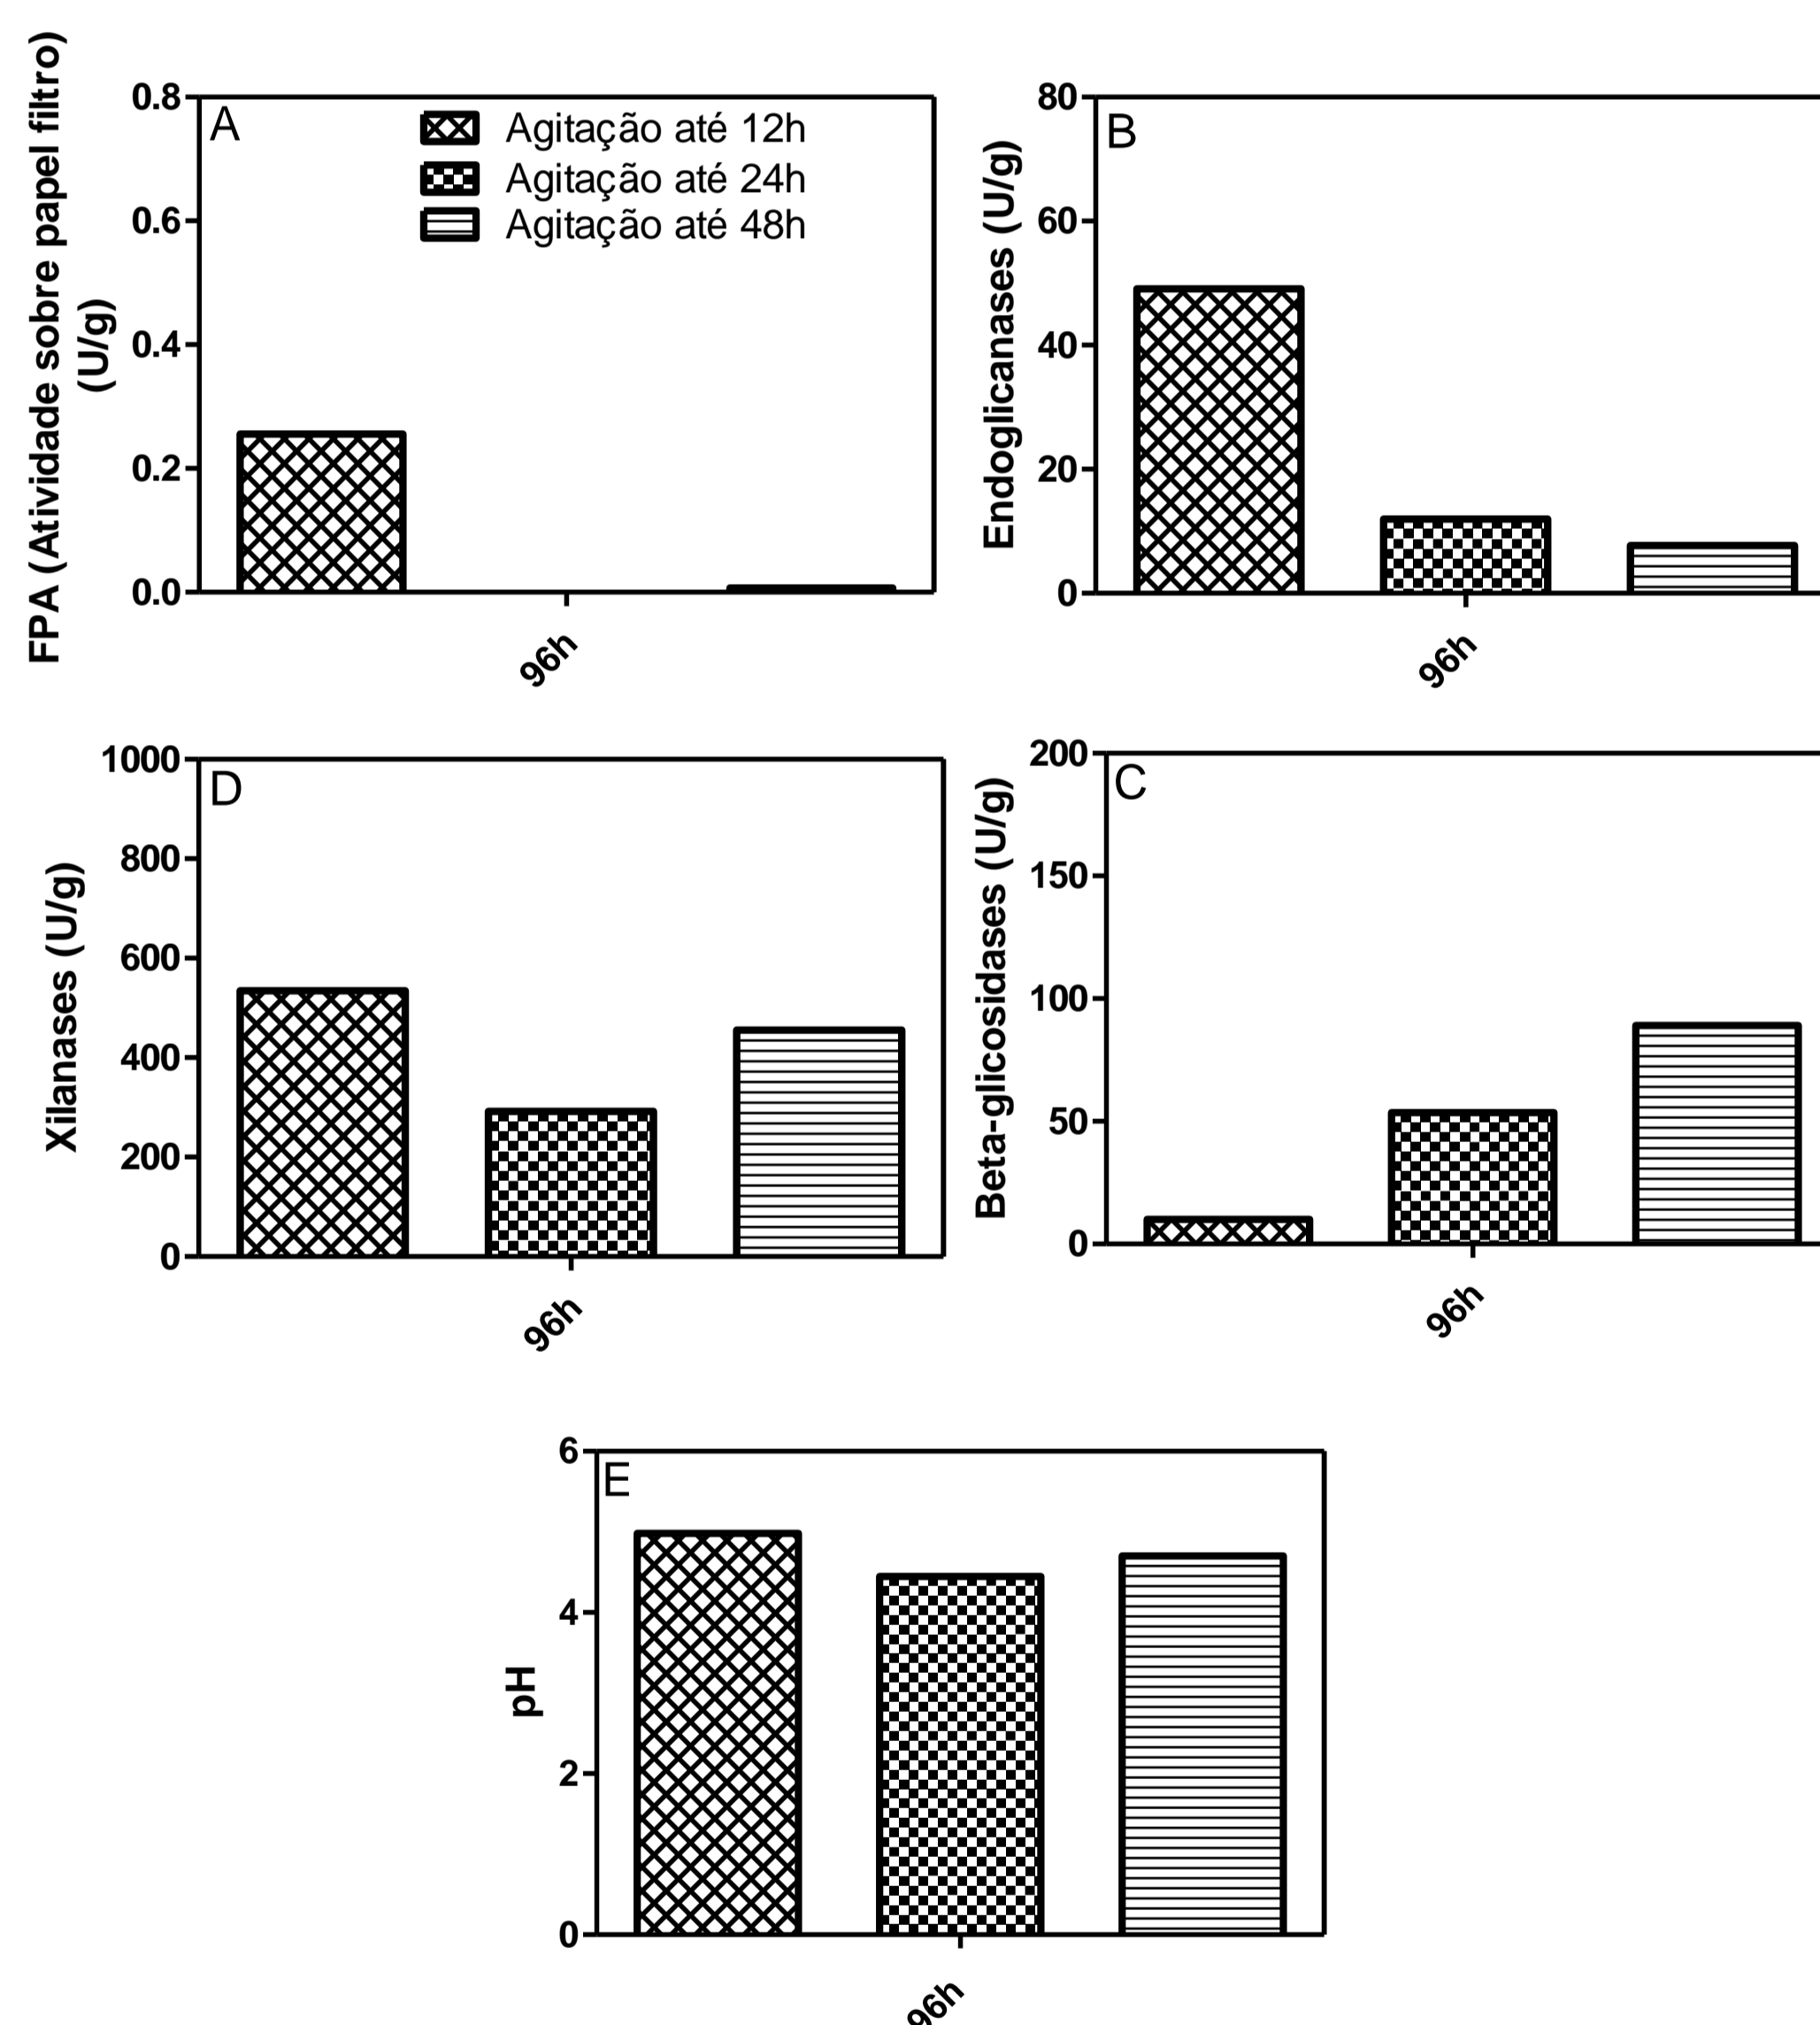 FPA (Atividade sobre papel filtro)
(U/g)
0.8
0.6
0.4
0.2
0.0
A
Agitação até 12h
Agitação até 24h
Agitação até 48h
96h
Endoglicanases (U/g)
80
60
40
20
0
B
96h
Xilanases (U/g)
1000
800
600
400
200
0
D
96h
Beta-glicosidases (U/g)
200
150
100
50
0
C
96h
pH
6
4
2
0
E
96h